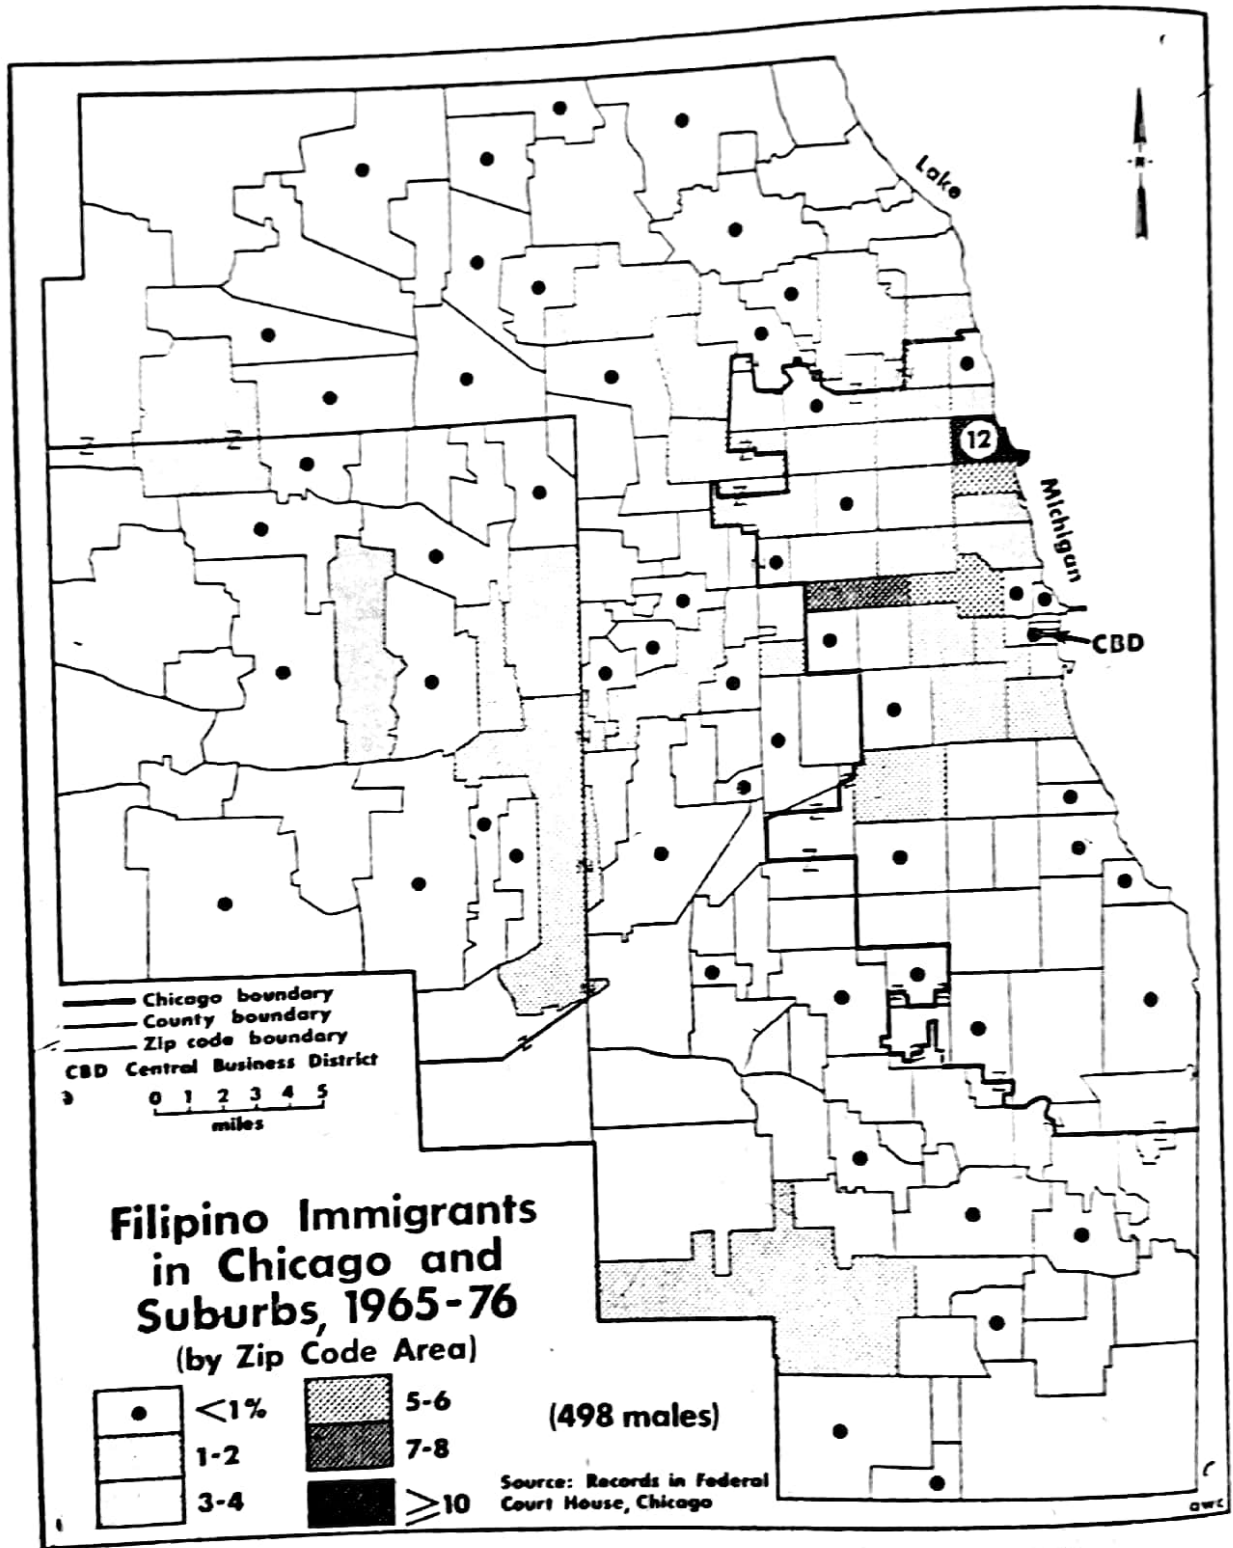 Lake
12
Michigan
CBD
Chicago boundary
County boundary
Zip code boundary
CBD Central Business District
0 1 2 3 4 5
miles
Filipino Immigrants
in Chicago and
Suburbs, 1965-76
(by Zip Code Area)
<1%
1-2
3-4
5-6
7-8
≥10
(498 males)
Source: Records in Federal
Court House, Chicago
awc